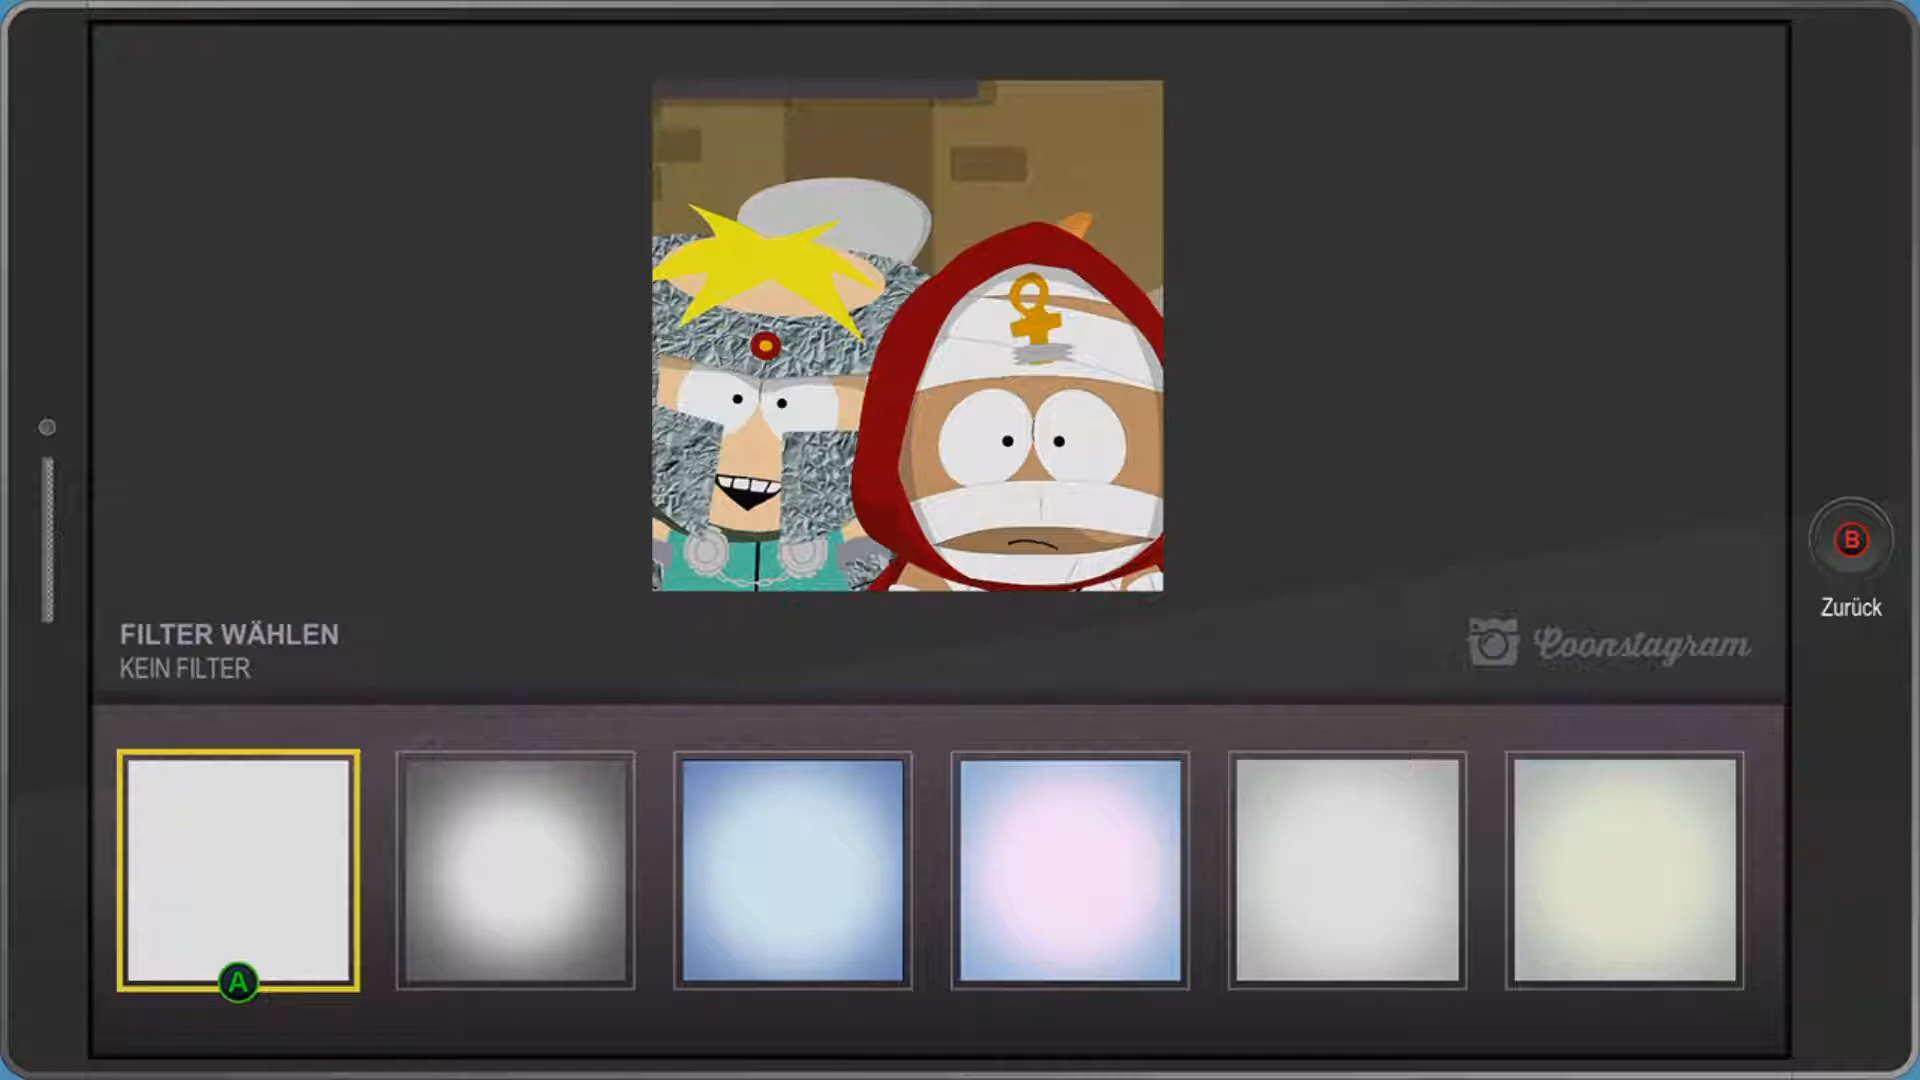 FILTER WÄHLEN
KEIN FILTER
Coonstagram
B
Zurück
A